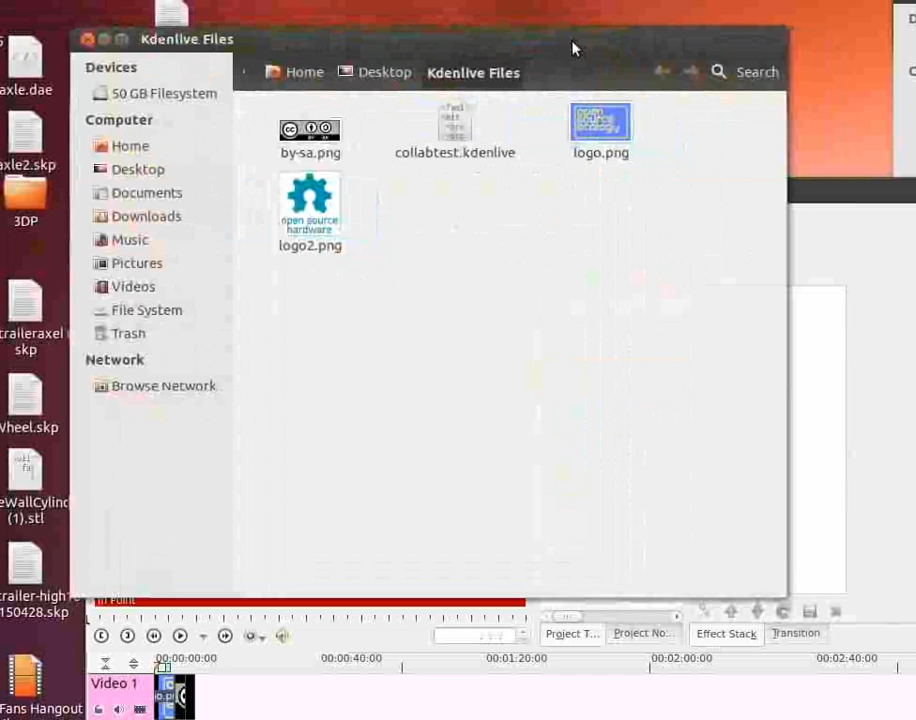 Kdenlive Files
Devices
50 GB Filesystem
Computer
Home
Desktop
Documents
Downloads
Music
Pictures
Videos
File System
Trash
Network
Browse Network
Home
Desktop
Kdenlive Files
Search
by-sa.png
collabtest.kdenlive
logo.png
open source hardware
logo2.png
axle.dae
axle2.skp
3DP
traileraxel
skp
Wheel.skp
eWallCylind
(1).stl
trailer-high
150428.skp
Fans Hangout
In Point
Project T...
Project No...
Effect Stack
Transition
00:00:00:00
00:00:40:00
00:01:20:00
00:02:00:00
00:02:40:00
Video 1